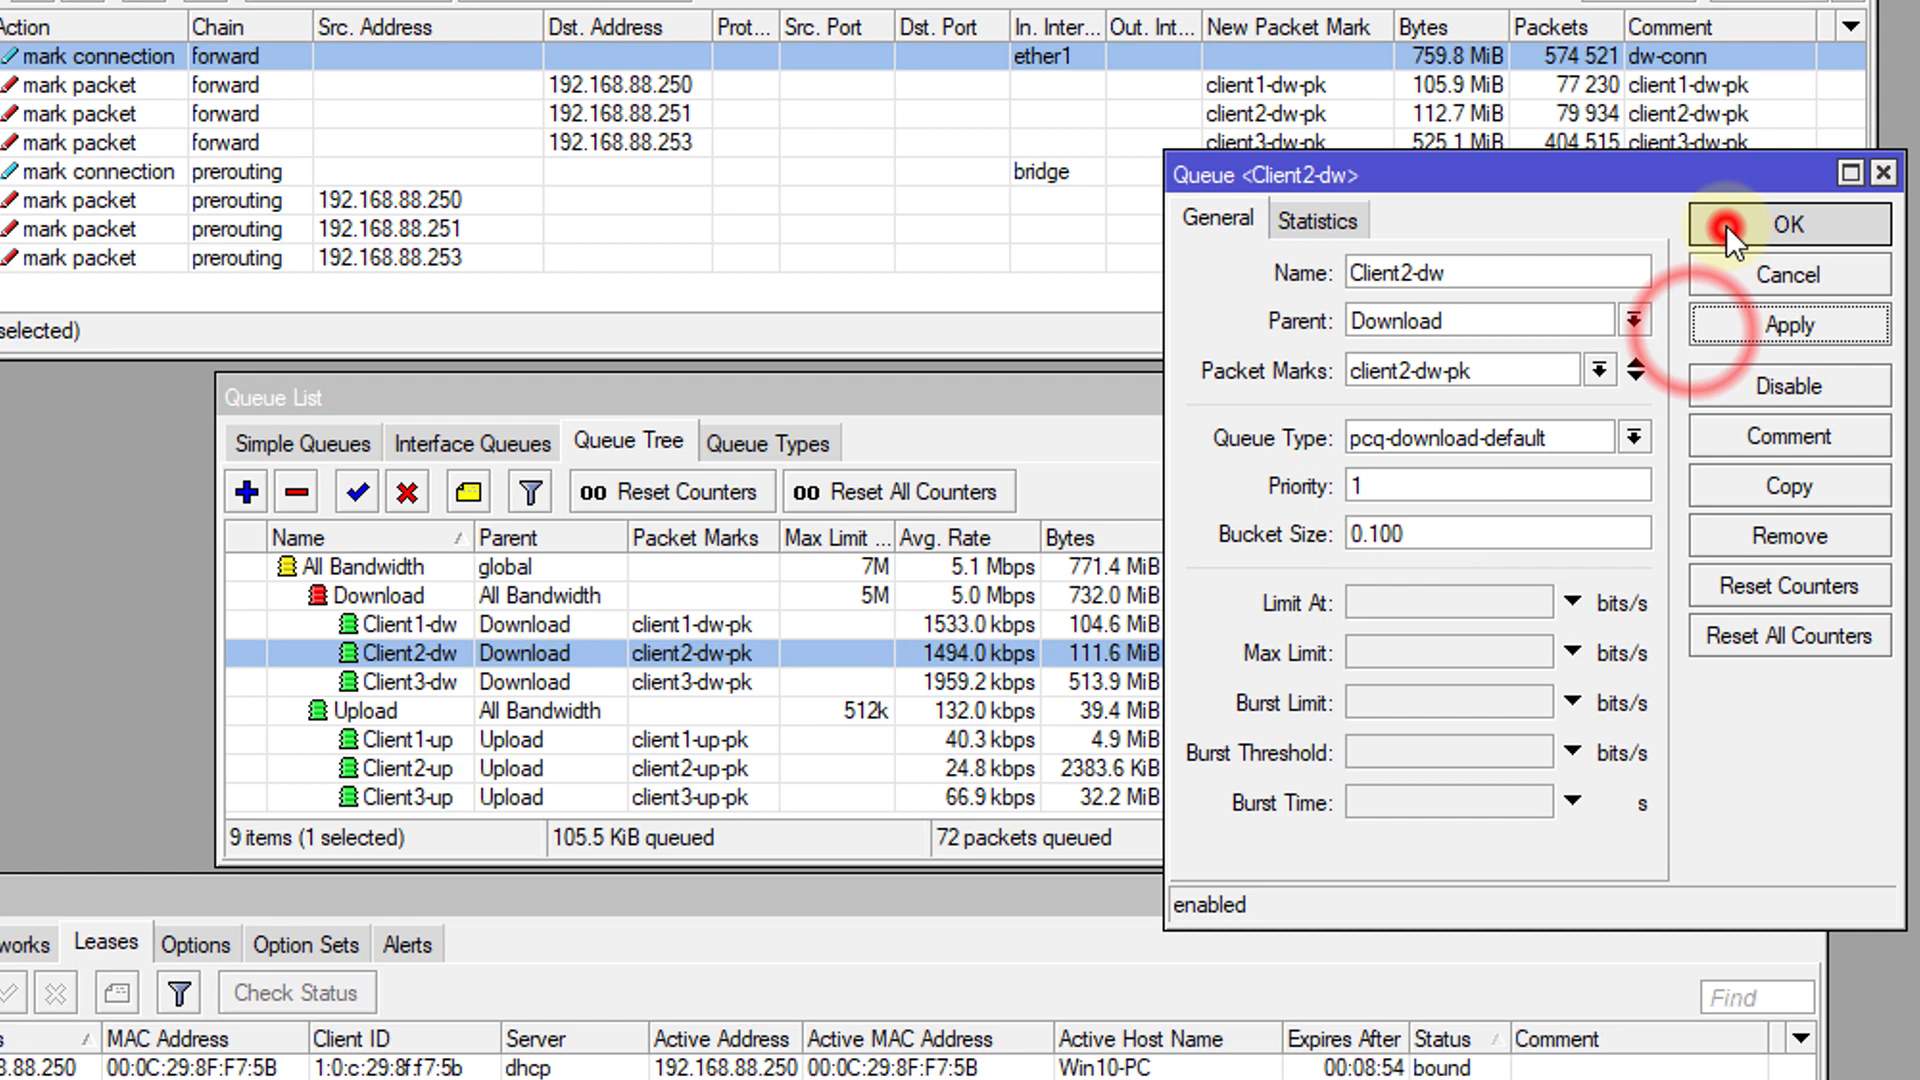 Action Chain Src. Address Dst. Address Prot... Src. Port Dst. Port In. Inter... Out. Int... New Packet Mark Bytes Packets Comment
mark connection forward ether1 759.8 MiB 574 521 dw-conn
mark packet forward 192.168.88.250 client1-dw-pk 105.9 MiB 77 230 client1-dw-pk
mark packet forward 192.168.88.251 client2-dw-pk 112.7 MiB 79 934 client2-dw-pk
mark packet forward 192.168.88.253 client3-dw-pk 525.1 MiB 404 515 client3-dw-pk
mark connection prerouting bridge
mark packet prerouting 192.168.88.250
mark packet prerouting 192.168.88.251
mark packet prerouting 192.168.88.253
selected)
Queue <Client2-dw>
General Statistics
Name: Client2-dw
Parent: Download
Packet Marks: client2-dw-pk
Queue Type: pcq-download-default
Priority: 1
Bucket Size: 0.100
Limit At: bits/s
Max Limit: bits/s
Burst Limit: bits/s
Burst Threshold: bits/s
Burst Time: s
enabled
OK
Cancel
Apply
Disable
Comment
Copy
Remove
Reset Counters
Reset All Counters
Queue List
Simple Queues Interface Queues Queue Tree Queue Types
00 Reset Counters 00 Reset All Counters
Name Parent Packet Marks Max Limit ... Avg. Rate Bytes
All Bandwidth global 7M 5.1 Mbps 771.4 MiB
Download All Bandwidth 5M 5.0 Mbps 732.0 MiB
Client1-dw Download client1-dw-pk 1533.0 kbps 104.6 MiB
Client2-dw Download client2-dw-pk 1494.0 kbps 111.6 MiB
Client3-dw Download client3-dw-pk 1959.2 kbps 513.9 MiB
Upload All Bandwidth 512k 132.0 kbps 39.4 MiB
Client1-up Upload client1-up-pk 40.3 kbps 4.9 MiB
Client2-up Upload client2-up-pk 24.8 kbps 2383.6 KiB
Client3-up Upload client3-up-pk 66.9 kbps 32.2 MiB
9 items (1 selected) 105.5 KiB queued 72 packets queued
works Leases Options Option Sets Alerts
Check Status Find
s MAC Address Client ID Server Active Address Active MAC Address Active Host Name Expires After Status Comment
8.88.250 00:0C:29:8F:F7:5B 1:0:c:29:8f:f7:5b dhcp 192.168.88.250 00:0C:29:8F:F7:5B Win10-PC 00:08:54 bound